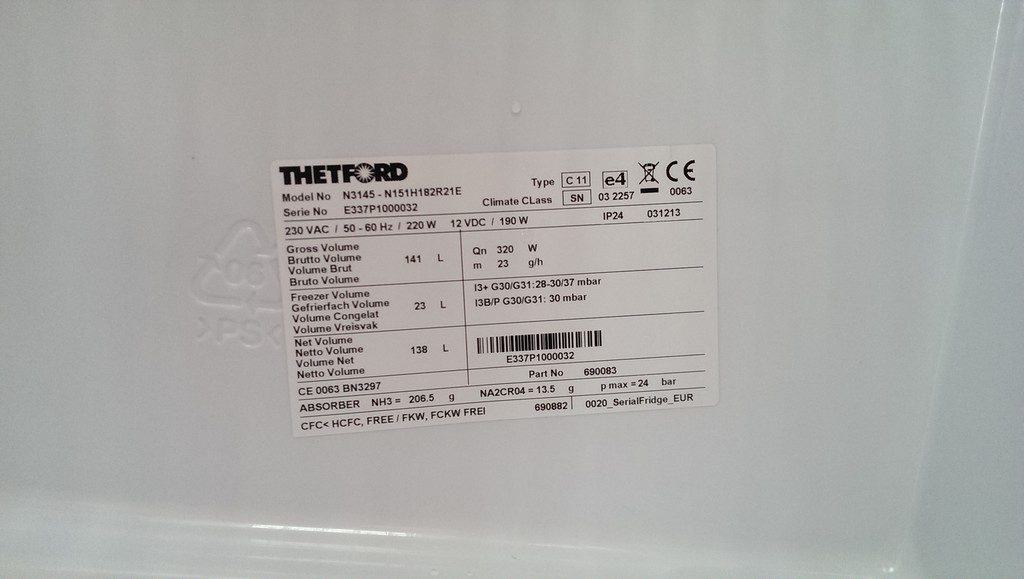 THETFORD
Model No N3145 - N151H182R21E
Serie No E337P1000032
Type C 11 e4 CE
Climate CLass SN 03 2257 0063
230 VAC / 50 - 60 Hz / 220 W 12 VDC / 190 W IP24 031213
Gross Volume
Brutto Volume
Volume Brut
Bruto Volume
141 L
Qn 320 W
m 23 g/h
Freezer Volume
Gefrierfach Volume
Volume Congelat
Volume Vreisvak
23 L
I3+ G30/G31:28-30/37 mbar
I3B/P G30/G31: 30 mbar
Net Volume
Netto Volume
Volume Net
Netto Volume
138 L
E337P1000032
CE 0063 BN3297
Part No 690083
ABSORBER NH3 = 206.5 g NA2CR04 = 13.5 g p max = 24 bar
CFC< HCFC, FREE / FKW, FCKW FREI 690882 0020_SerialFridge_EUR
06
>PS<